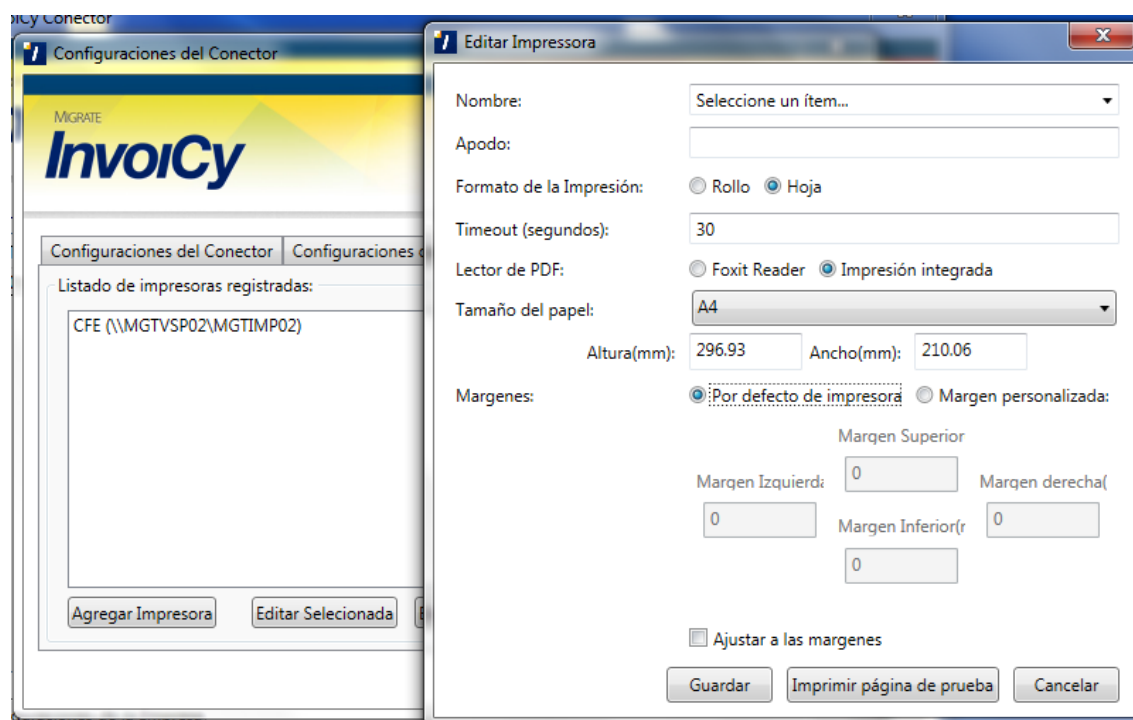 Cy Conector
Configuraciones del Conector
MIGRATE
InvoiCy
Configuraciones del Conector
Configuraciones
Listado de impresoras registradas:
CFE (\\MGTVSP02\MGTIMP02)
Agregar Impresora
Editar Selecionada
Editar Impressora
Nombre:
Seleccione un ítem...
Apodo:
Formato de la Impresión:
Rollo
Hoja
Timeout (segundos):
30
Lector de PDF:
Foxit Reader
Impresión integrada
Tamaño del papel:
A4
Altura(mm):
296.93
Ancho(mm):
210.06
Margenes:
Por defecto de impresora
Margen personalizada:
Margen Superior
0
Margen Izquierda
0
Margen derecha(
0
Margen Inferior(r
0
Ajustar a las margenes
Guardar
Imprimir página de prueba
Cancelar